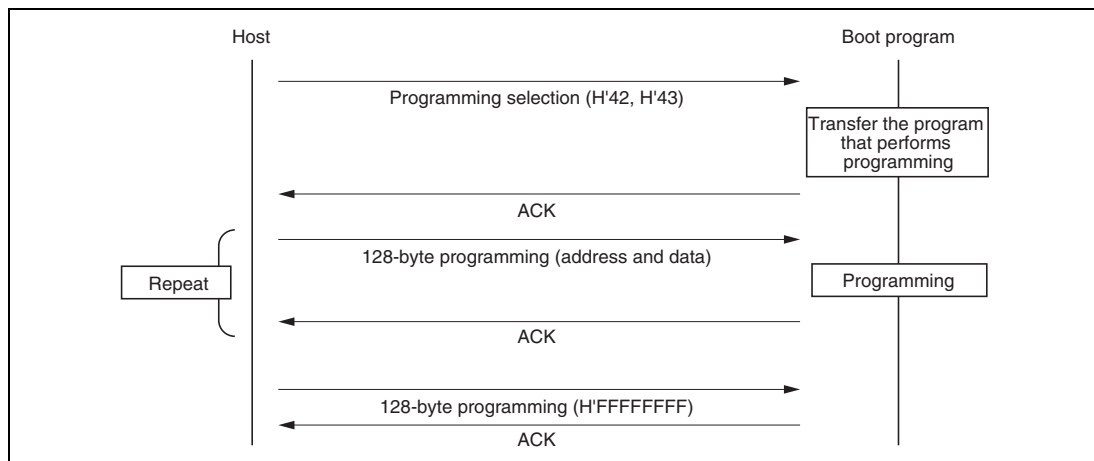 Host
Boot program
Programming selection (H'42, H'43)
Transfer the program
that performs
programming
ACK
128-byte programming (address and data)
Repeat
Programming
ACK
128-byte programming (H'FFFFFFFF)
ACK